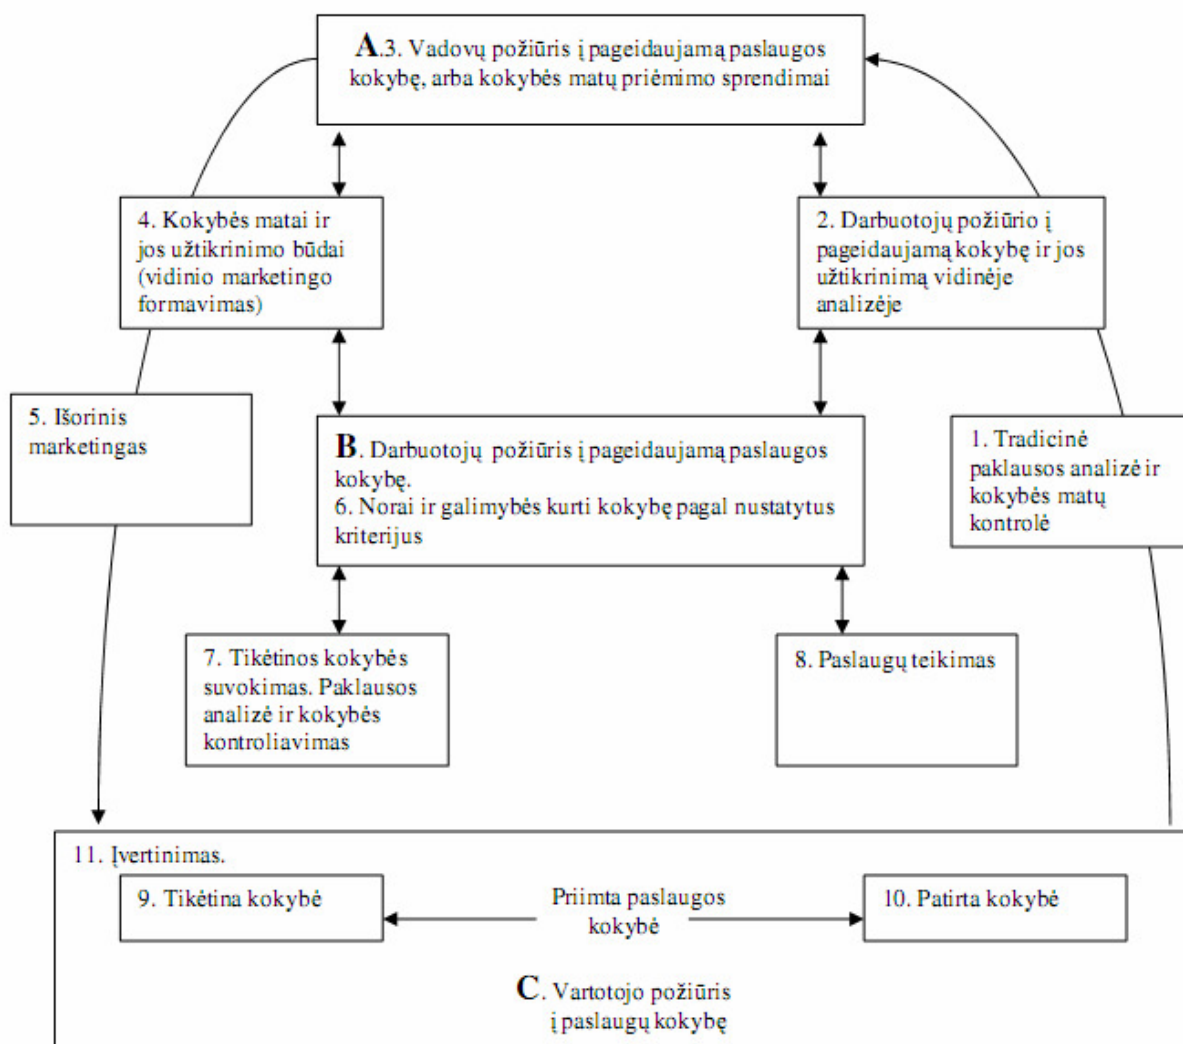 A.3. Vadovų požiūris į pageidaujamą paslaugos
kokybę, arba kokybės matų priėmimo sprendimai
4. Kokybės matai ir
jos užtikrinimo būdai
(vidinio marketingo
formavimas)
2. Darbuotojų požiūrio į
pageidaujamą kokybę ir jos
užtikrinimą vidinėje
analizėje
5. Išorinis
marketingas
B. Darbuotojų požiūris į pageidaujamą paslaugos
kokybę.
6. Norai ir galimybės kurti kokybę pagal nustatytus
kriterijus
1. Tradicinė
paklausos analizė ir
kokybės matų
kontrolė
7. Tikėtinos kokybės
suvokimas. Paklausos
analizė ir kokybės
kontroliavimas
8. Paslaugų teikimas
11. Įvertinimas.
9. Tikėtina kokybė
Priimta paslaugos
kokybė
10. Patirta kokybė
C. Vartotojo požiūris
į paslaugų kokybę